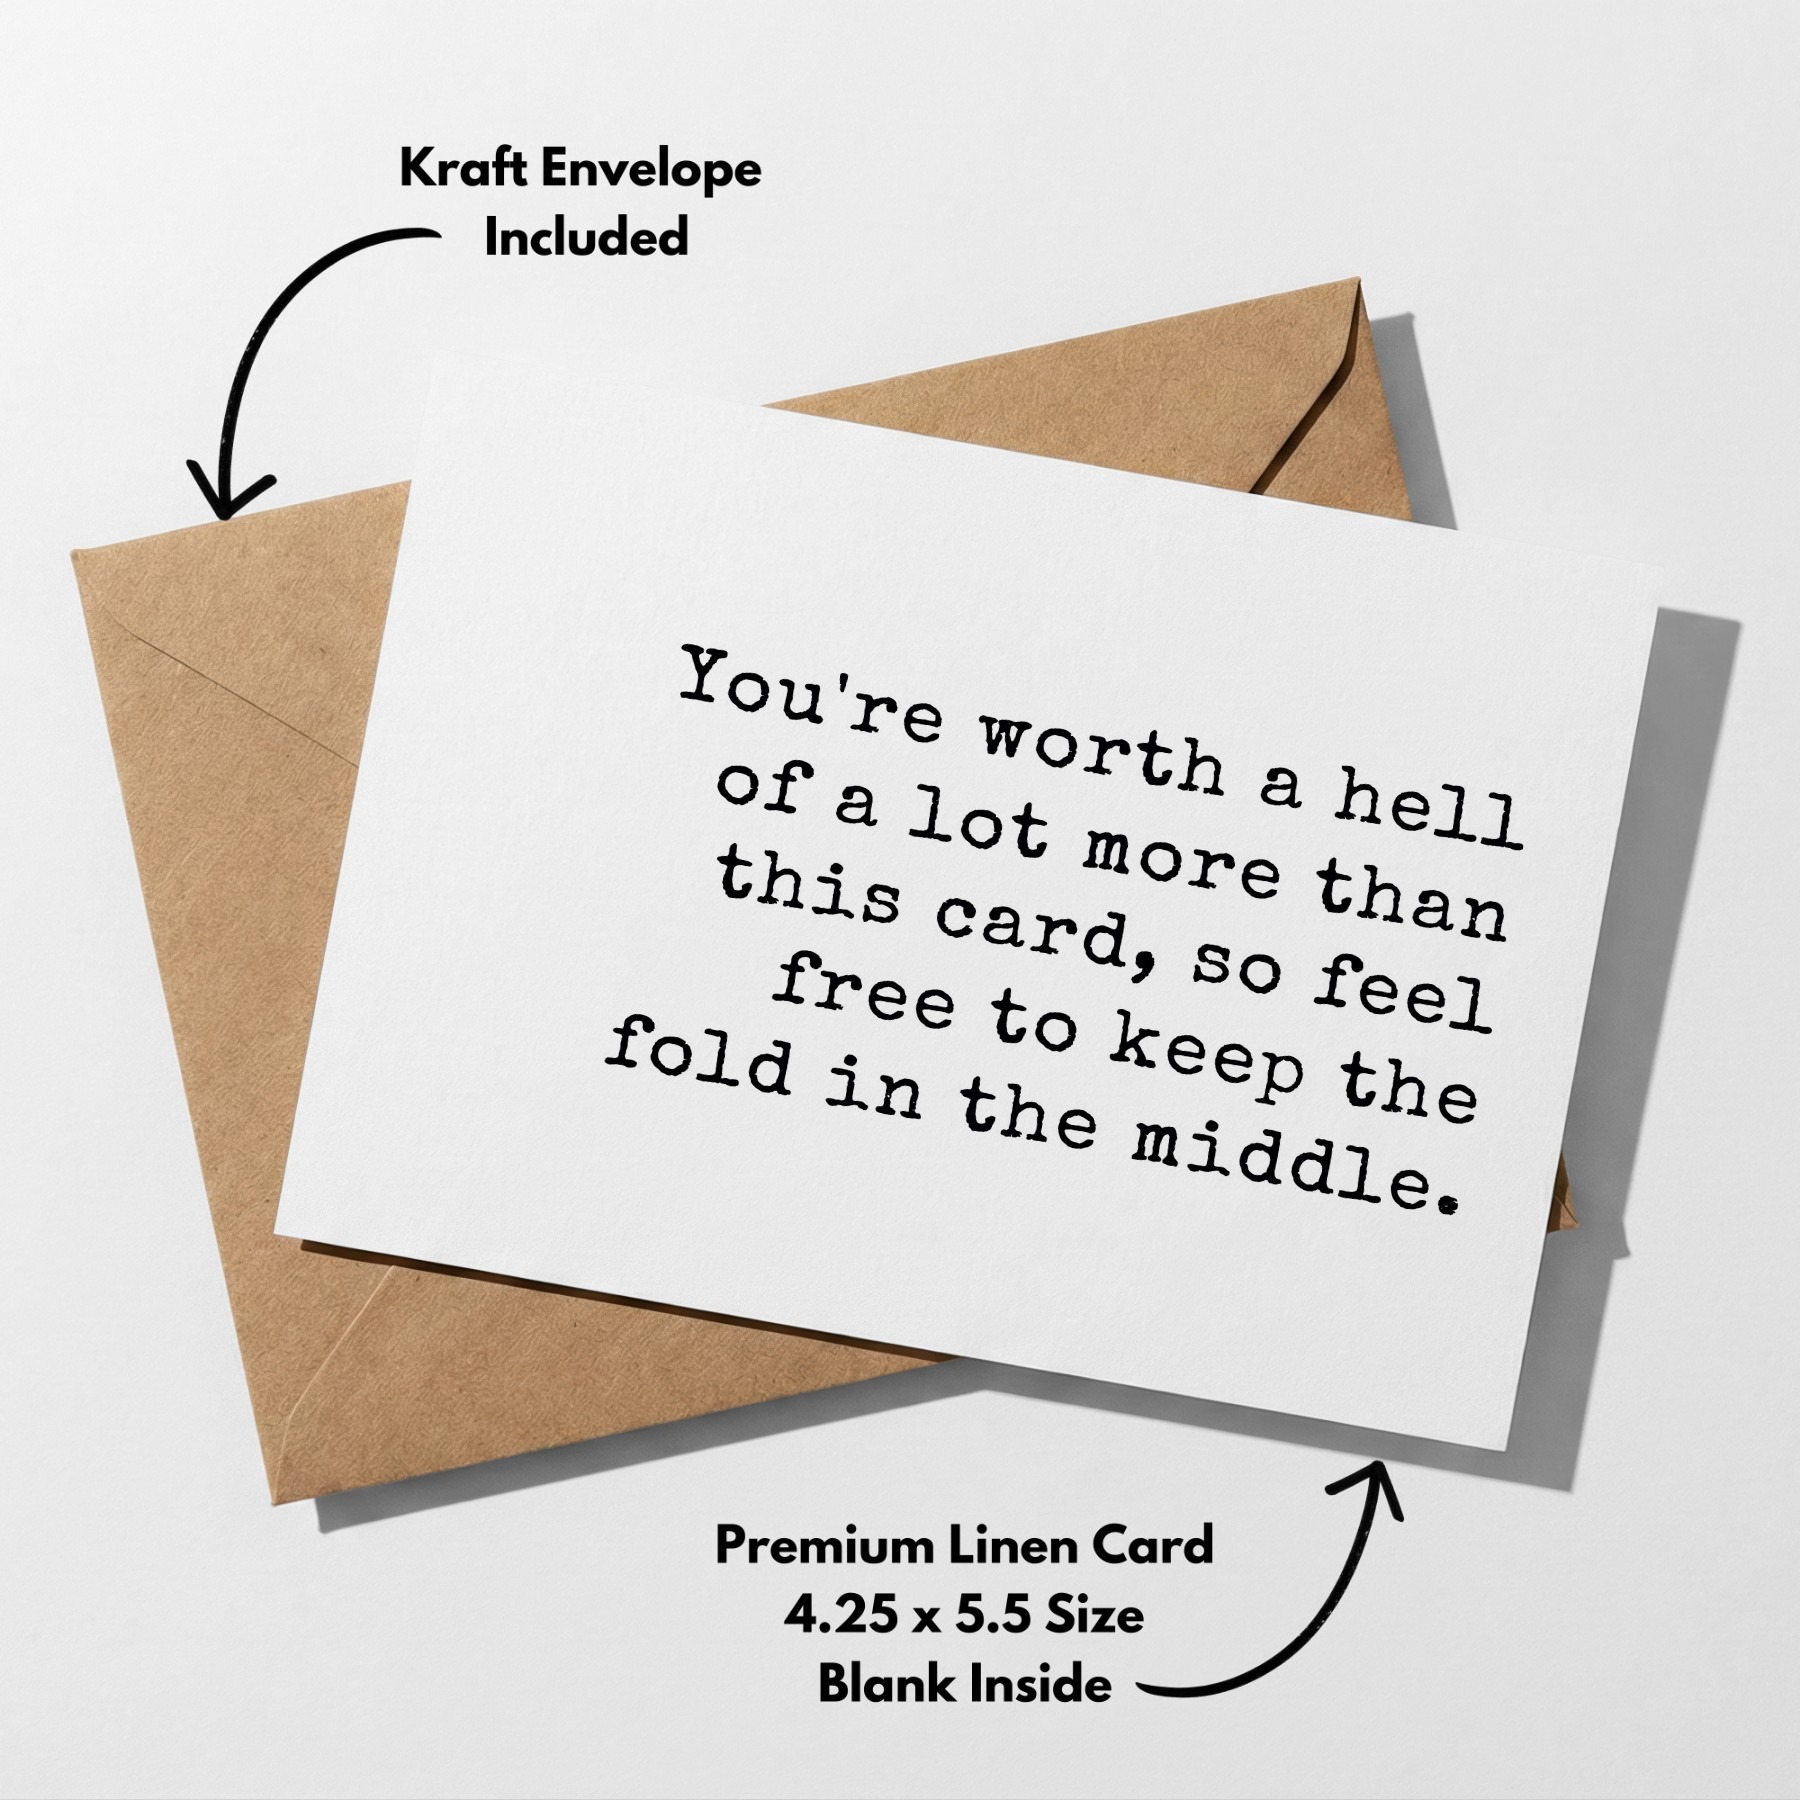 Kraft Envelope
Included
You're worth a hell
of a lot more than
this card, so feel
free to keep the
fold in the middle.
Premium Linen Card
4.25 x 5.5 Size
Blank Inside